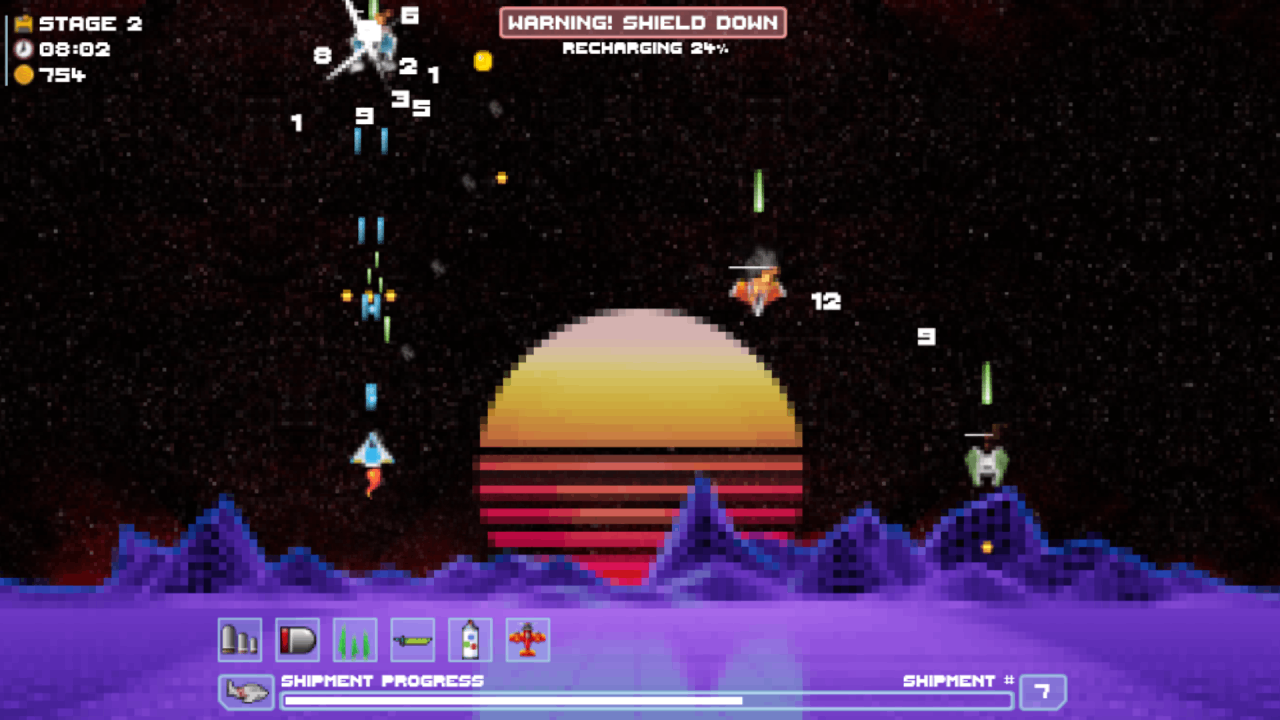 STAGE 2
08:02
754
WARNING! SHIELD DOWN
RECHARGING 24%
6
8
2
1
3
5
9
1
12
9
SHIPMENT PROGRESS
SHIPMENT #
7